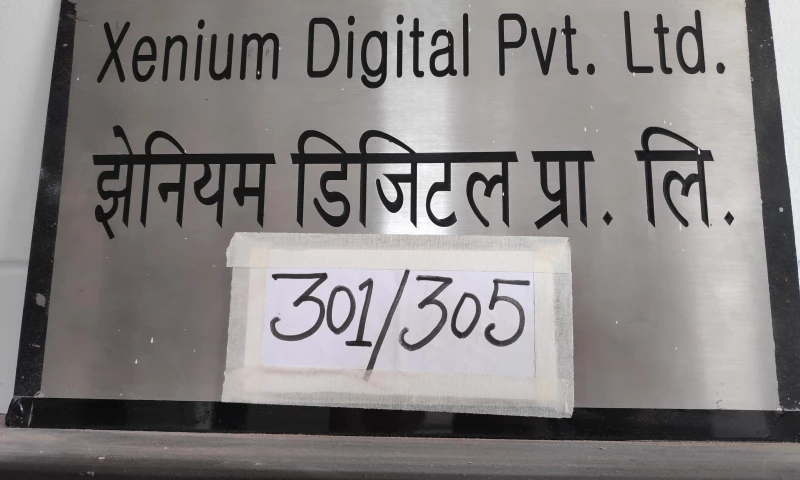 Xenium Digital Pvt. Ltd.
झेनियम डिजिटल प्रा. लि.
301/305